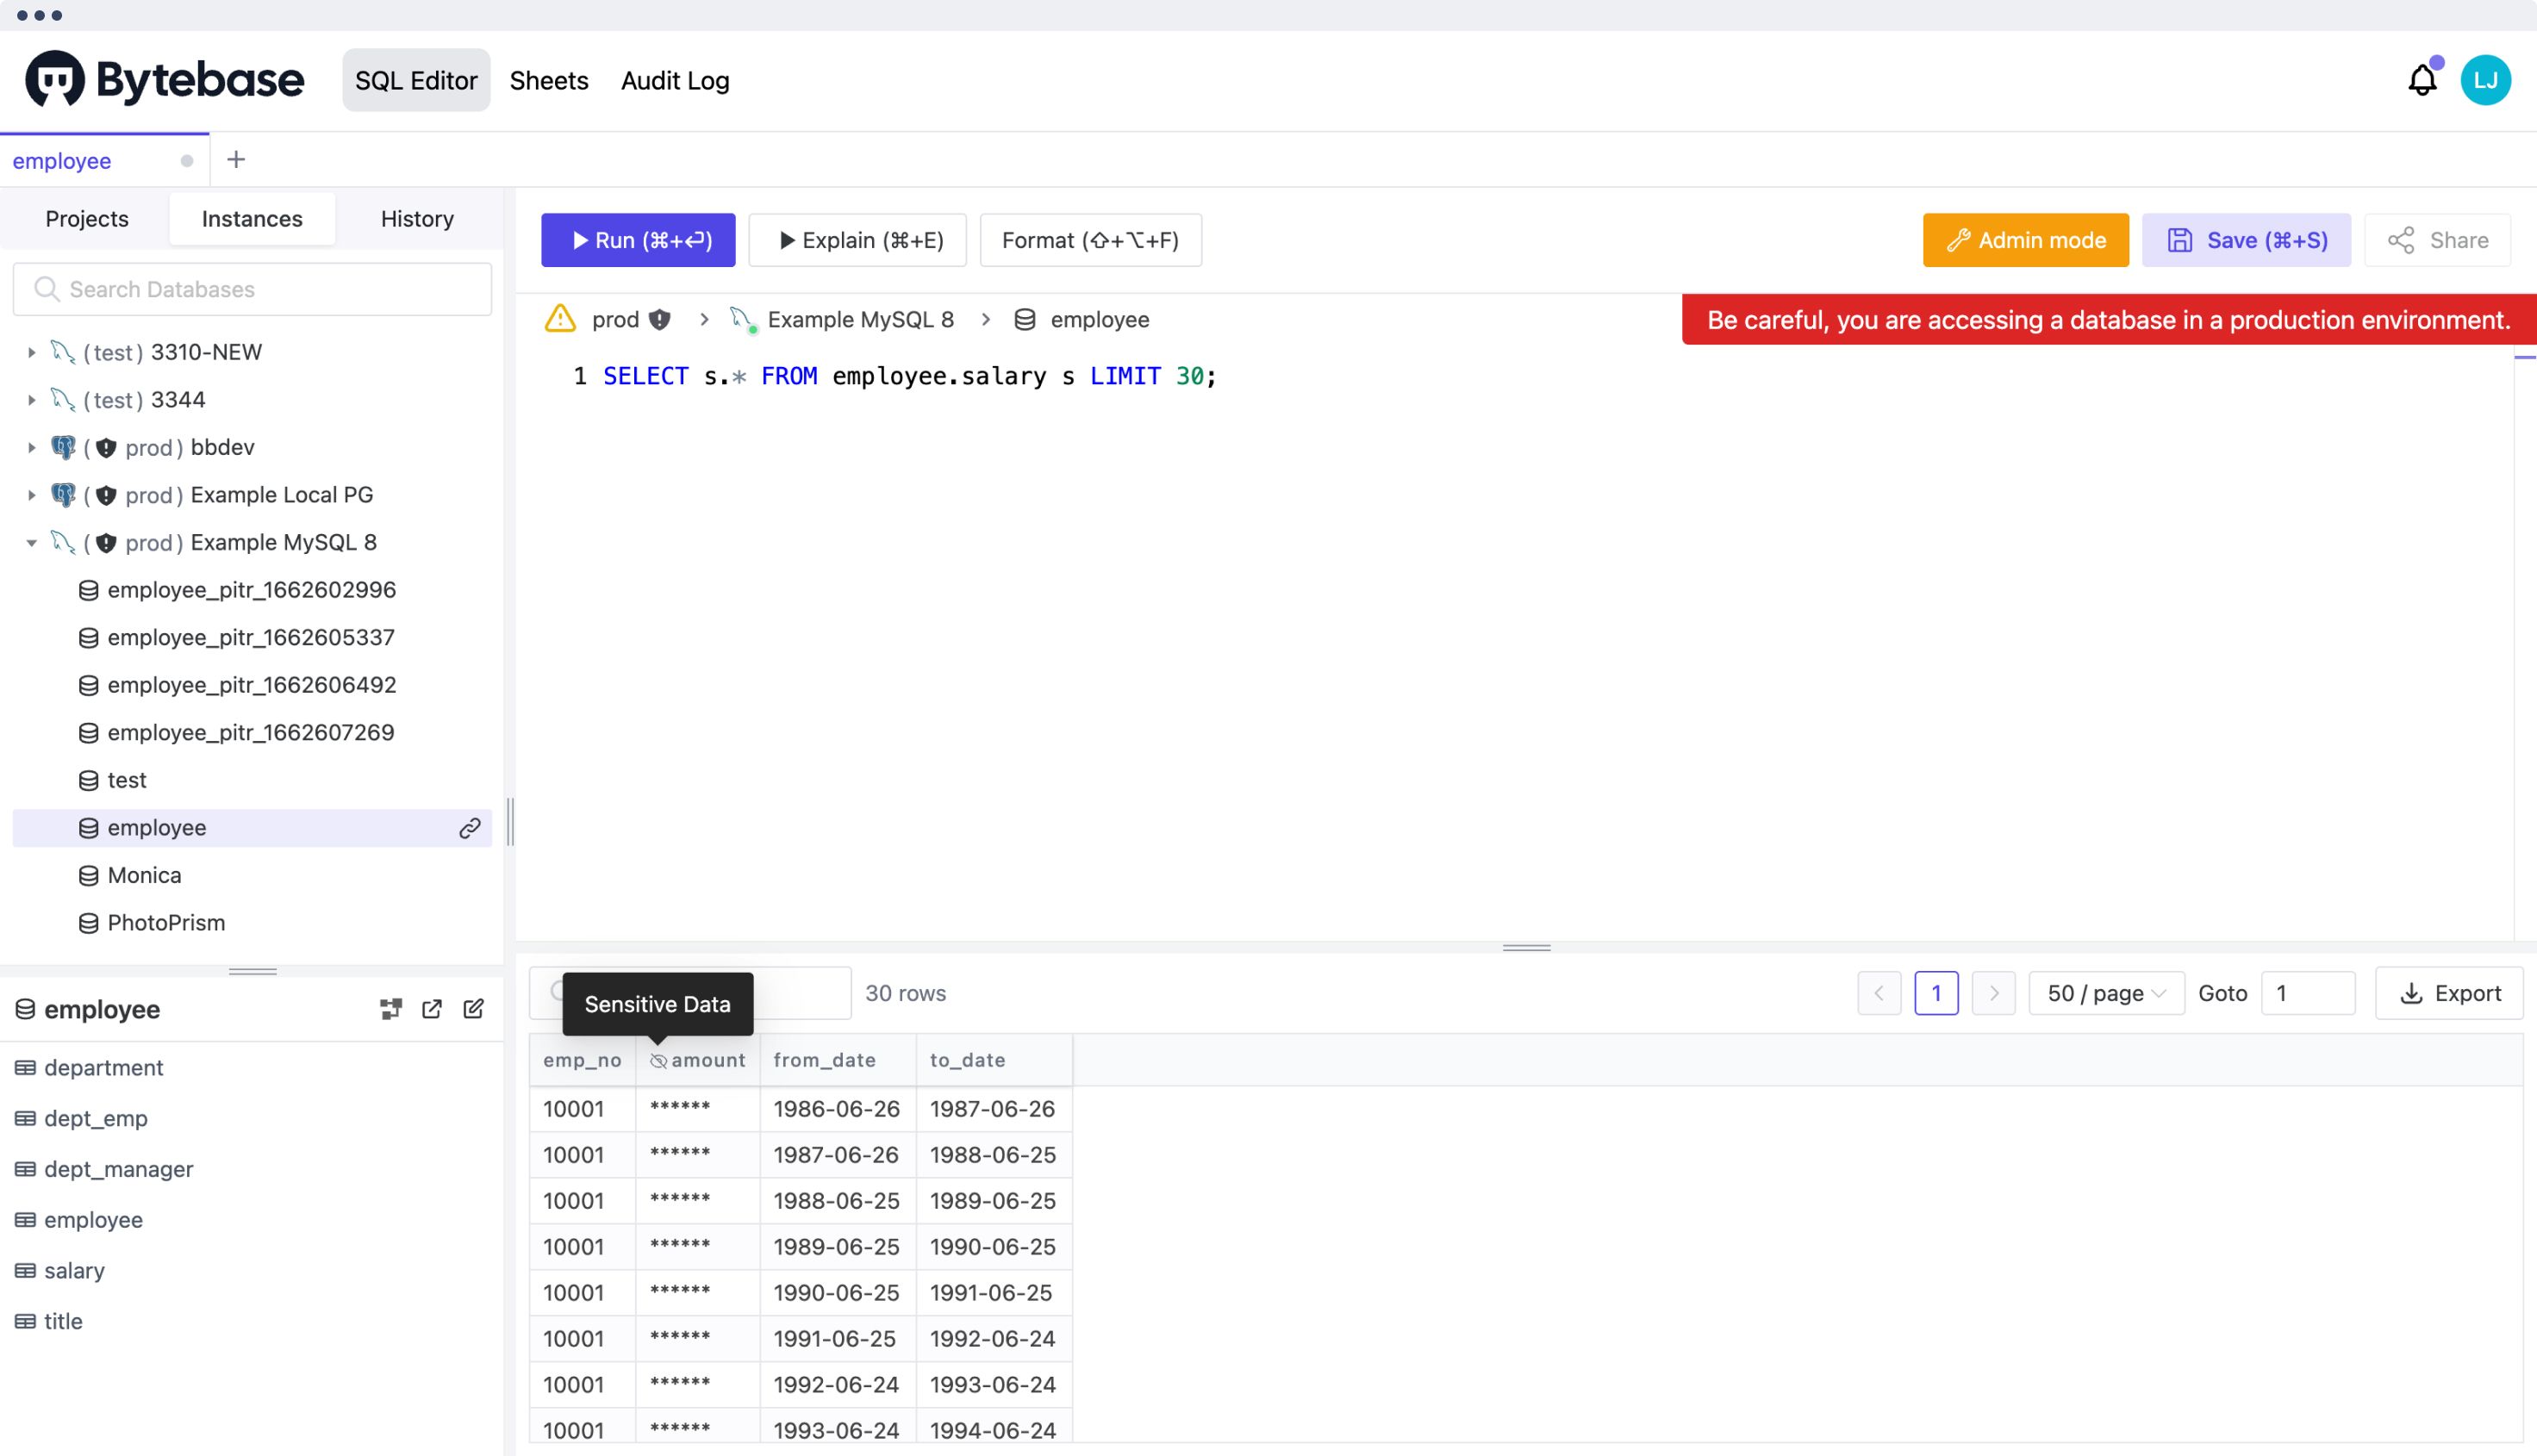 Bytebase
SQL Editor
Sheets
Audit Log
LJ
employee
+
Projects
Instances
History
Search Databases
(test) 3310-NEW
(test) 3344
( prod) bbdev
( prod) Example Local PG
( prod) Example MySQL 8
employee_pitr_1662602996
employee_pitr_1662605337
employee_pitr_1662606492
employee_pitr_1662607269
test
employee
Monica
PhotoPrism
employee
department
dept_emp
dept_manager
employee
salary
title
Run (⌘+⏎)
Explain (⌘+E)
Format (⇧+⌥+F)
Admin mode
Save (⌘+S)
Share
prod > Example MySQL 8 > employee
Be careful, you are accessing a database in a production environment.
1 SELECT s.* FROM employee.salary s LIMIT 30;
Sensitive Data
30 rows
1
50 / page
Goto
1
Export
emp_no amount from_date to_date
10001 ****** 1986-06-26 1987-06-26
10001 ****** 1987-06-26 1988-06-25
10001 ****** 1988-06-25 1989-06-25
10001 ****** 1989-06-25 1990-06-25
10001 ****** 1990-06-25 1991-06-25
10001 ****** 1991-06-25 1992-06-24
10001 ****** 1992-06-24 1993-06-24
10001 ****** 1993-06-24 1994-06-24